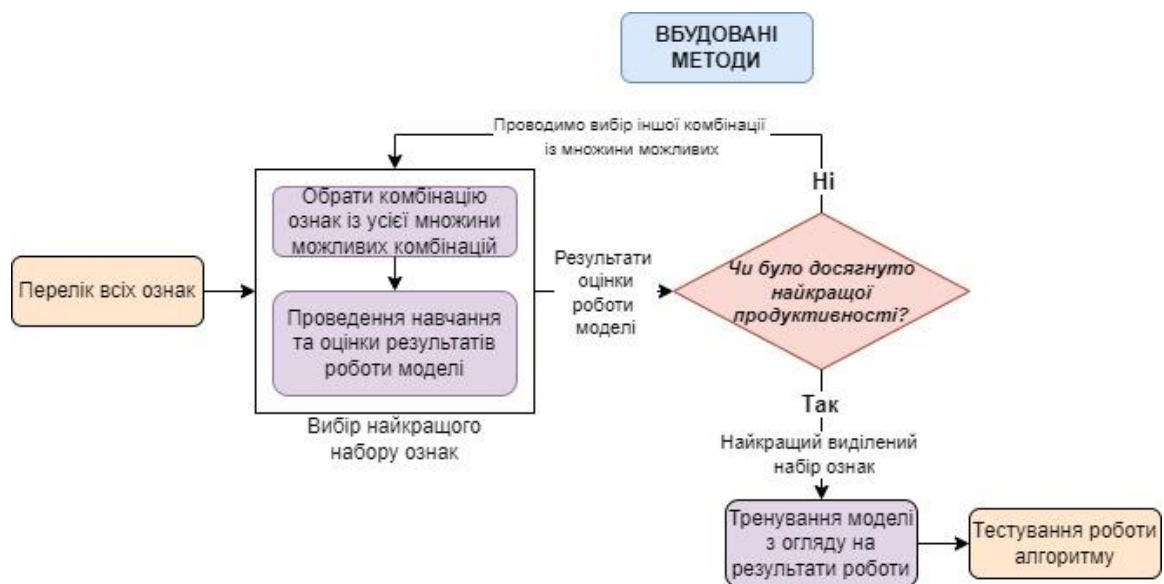 ВБУДОВАНІ
МЕТОДИ
Проводимо вибір іншої комбінації
із множини можливих
Ні
Обрати комбінацію
ознак із усієї множини
можливих комбінацій
Перелік всіх ознак
Проведення навчання
та оцінки результатів
роботи моделі
Вибір найкращого
набору ознак
Результати
оцінки
роботи
моделі
Чи було досягнуто
найкращої
продуктивності?
Так
Найкращий виділений
набір ознак
Тренування моделі
з огляду на
результати роботи
Тестування роботи
алгоритму